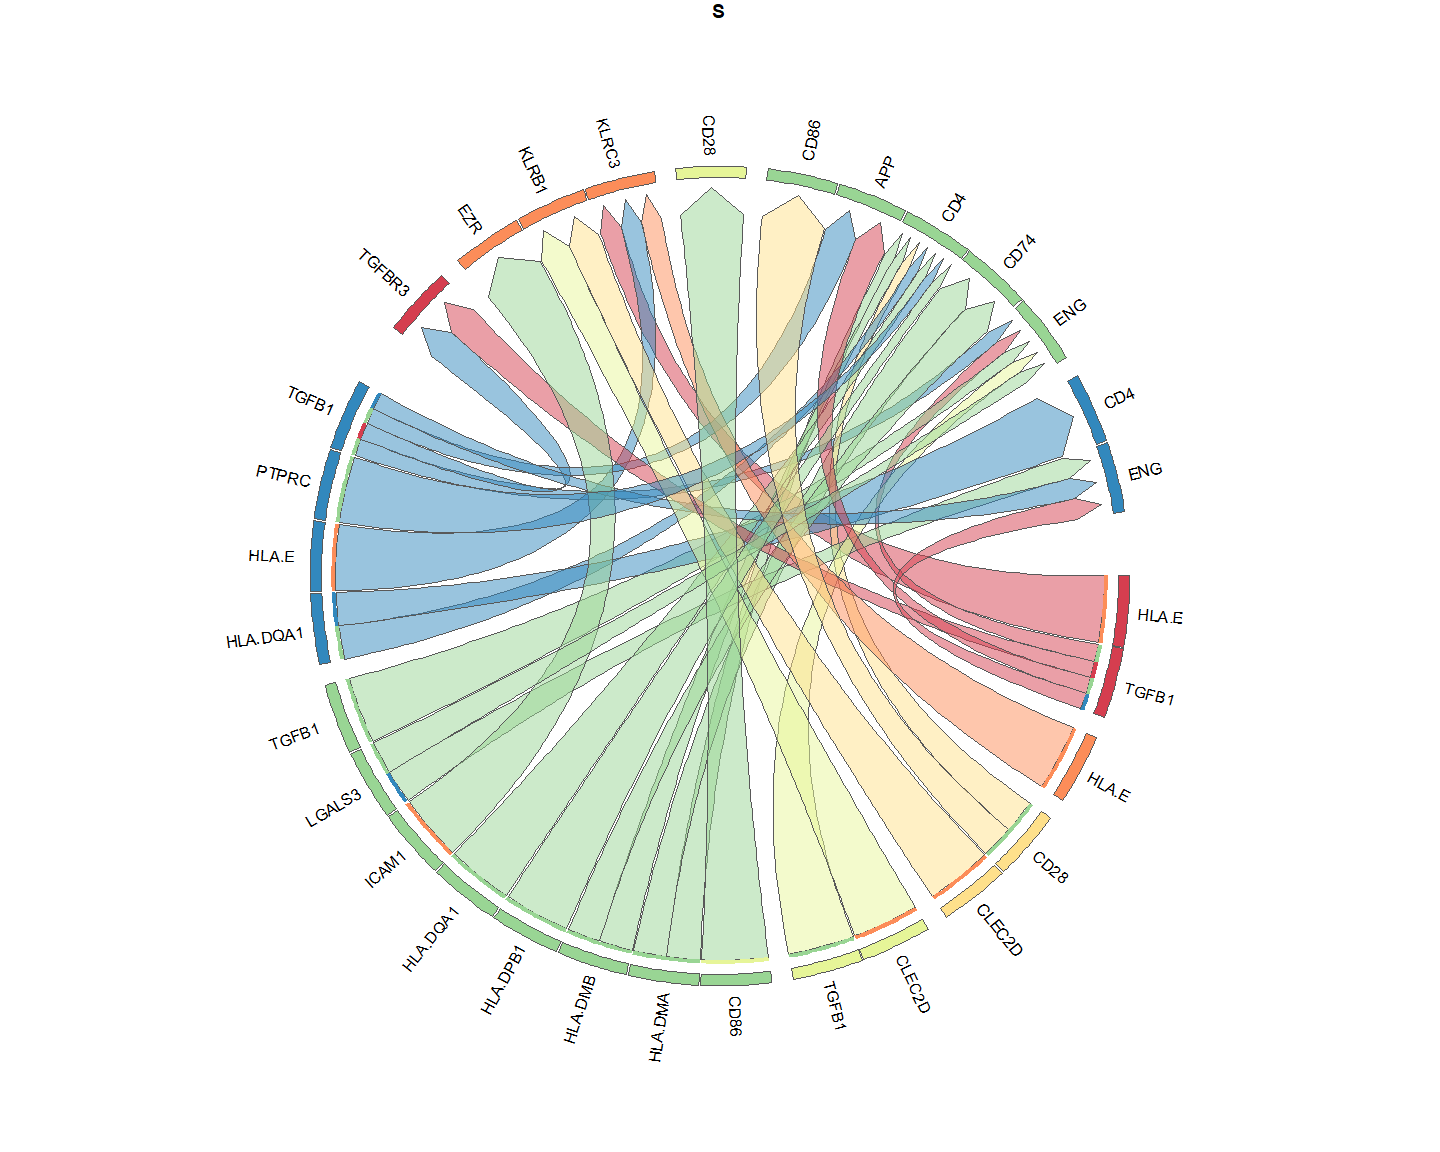 S
CD28
CD86
APP
CD4
CD74
ENG
CD4
ENG
HLA.E
TGFB1
HLA.E
CD28
CLEC2D
CLEC2D
TGFB1
CD86
HLA.DMA
HLA.DMB
HLA.DPB1
HLA.DQA1
ICAM1
LGALS3
TGFB1
HLA.DQA1
HLA.E
PTPRC
TGFB1
TGFBR3
EZR
KLRB1
KLRC3